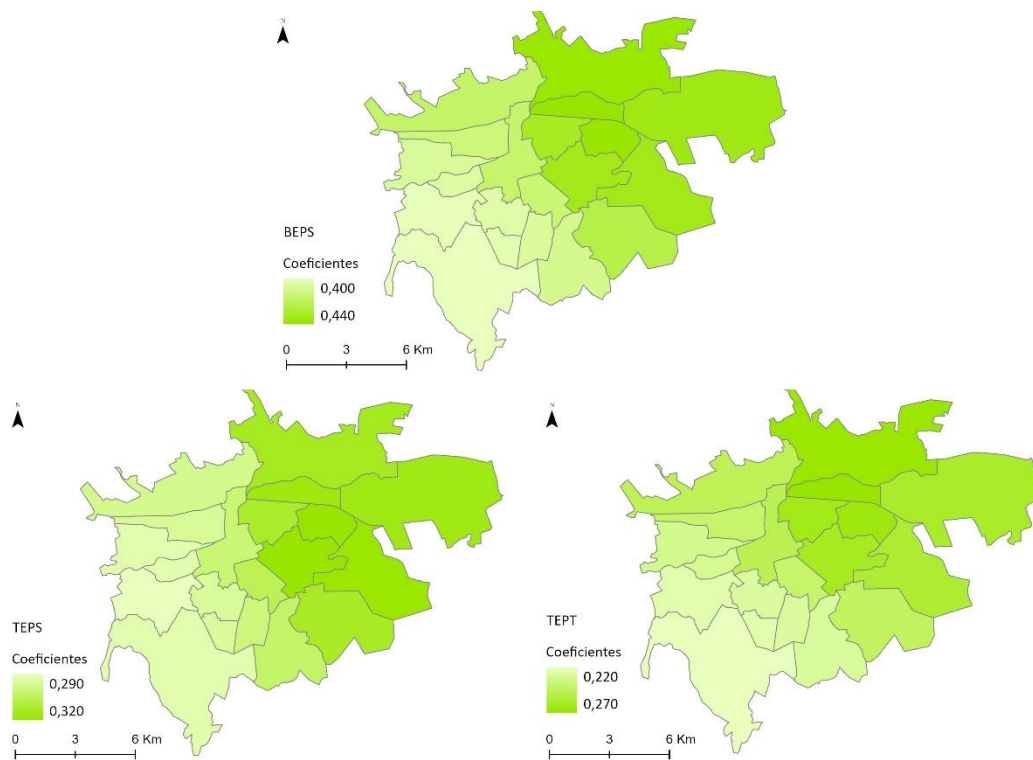 N
BEPS
Coeficientes
0,400
0,440
0 3 6 Km
N
TEPS
Coeficientes
0,290
0,320
0 3 6 Km
N
TEPT
Coeficientes
0,220
0,270
0 3 6 Km